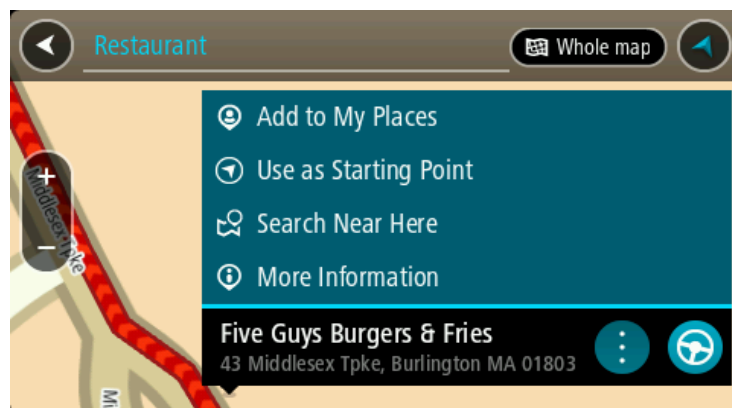 Restaurant
Whole map
Add to My Places
Use as Starting Point
Search Near Here
More Information
Five Guys Burgers & Fries
43 Middlesex Tpke, Burlington MA 01803
+
−
Middlesex Tpke
Mi